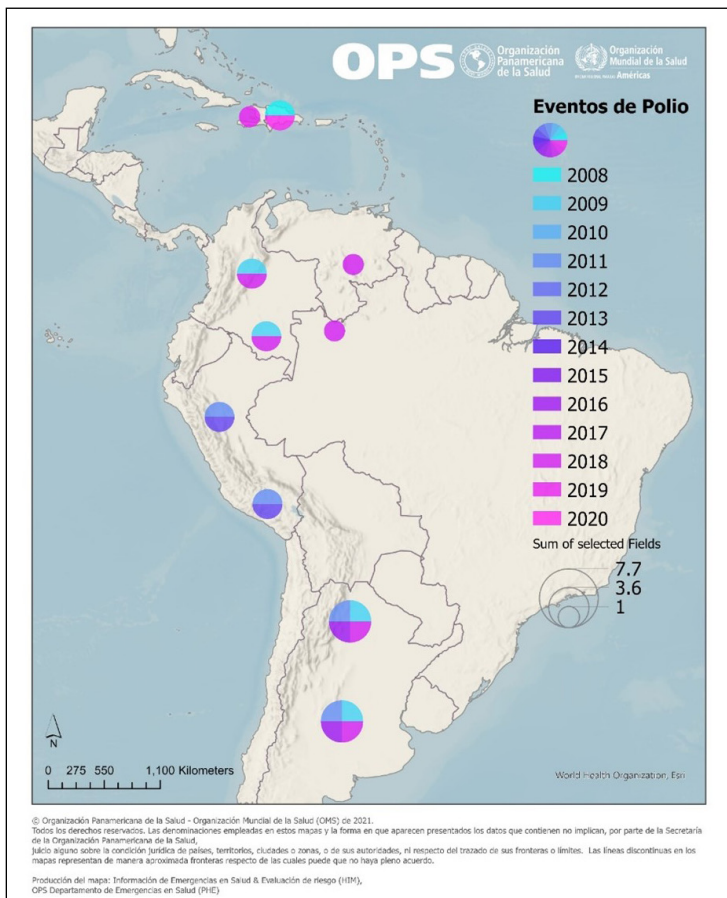 OPS
Organización
Panamericana
de la Salud
Organización
Mundial de la Salud
Américas
Eventos de Polio
2008
2009
2010
2011
2012
2013
2014
2015
2016
2017
2018
2019
2020
Sum of selected Fields
7.7
3.6
1
N
0 275 550 1,100 Kilometers
World Health Organization, Esri
© Organización Panamericana de la Salud - Organización Mundial de la Salud (OMS) de 2021.
Todos los derechos reservados. Las denominaciones empleadas en estos mapas y la forma en que aparecen presentados los datos que contienen no implican, por parte de la Secretaría
de la Organización Panamericana de la Salud,
juicio alguno sobre la condición jurídica de países, territorios, ciudades o zonas, o de sus autoridades, ni respecto del trazado de sus fronteras o límites. Las líneas discontinuas en los
mapas representan de manera aproximada fronteras respecto de las cuales puede que no haya pleno acuerdo.
Producción del mapa: Información de Emergencias en Salud & Evaluación de riesgo (HIM),
OPS Departamento de Emergencias en Salud (PHE)